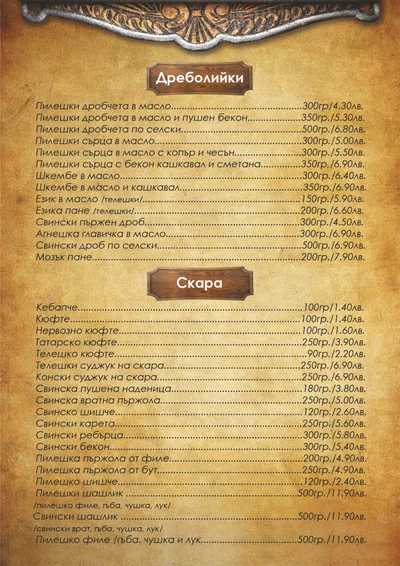 Дреболийки
Пилешки дробчета в масло..................300гр/4.30лв.
Пилешки дробчета в масло и пушен бекон...350гр./5.30лв.
Пилешки дробчета по селски..................500гр./6.80лв.
Пилешки сърца в масло..................300гр./5.00лв.
Пилешки сърца в масло с копър и чесън...300гр./5.50лв.
Пилешки сърца с бекон кашкавал и сметана...350гр./6.90лв.
Шкембе в масло..................300гр./6.40лв.
Шкембе в масло и кашкавал..................350гр./6.90лв.
Език в масло /телешки/..................150гр./5.90лв.
Езика пане /телешки/..................200гр./6.60лв.
Свински пържен дроб..................300гр./4.50лв.
Агнешка главичка в масло..................300гр./6.90лв.
Свински дроб по селски..................500гр./6.90лв.
Мозък пане..................200гр./7.90лв.
Скара
Кебапче..................100гр/1.40лв.
Кюфте..................100гр/1.40лв.
Нервозно кюфте..................100гр/1.60лв.
Татарско кюфте..................250гр/3.90лв.
Телешко кюфте..................90гр/2.20лв.
Телешки суджук на скара..................250гр/6.90лв.
Конски суджук на скара..................250гр/6.90лв.
Свинска пушена наденица..................180гр/3.80лв.
Свинска вратна пържола..................250гр/5.00лв.
Свинско шишче..................120гр/2.60лв.
Свински карета..................250гр/5.60лв.
Свински ребърца..................300гр/5.80лв.
Свински бекон..................300гр/5.40лв.
Пилешка пържола от филе..................200гр/4.90лв.
Пилешка пържола от бут..................250гр/4.90лв.
Пилешко шишче..................120гр/2.40лв.
Пилешки шашлик ..................500гр/11.90лв.
/пилешко филе, гъба, чушка, лук/
Свински шашлик ..................500гр/11.90лв.
/свински врат, гъба, чушка, лук/
Пилешко филе /гъба, чушка и лук..................500гр/11.90лв.